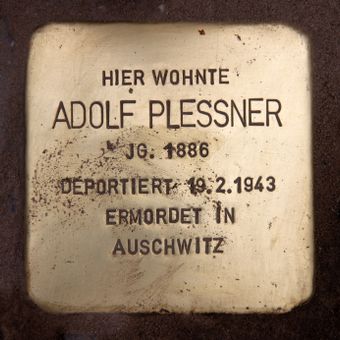 HIER WOHNTE
ADOLF PLESSNER
JG. 1886
DEPORTIERT 19.2.1943
ERMORDET IN
AUSCHWITZ